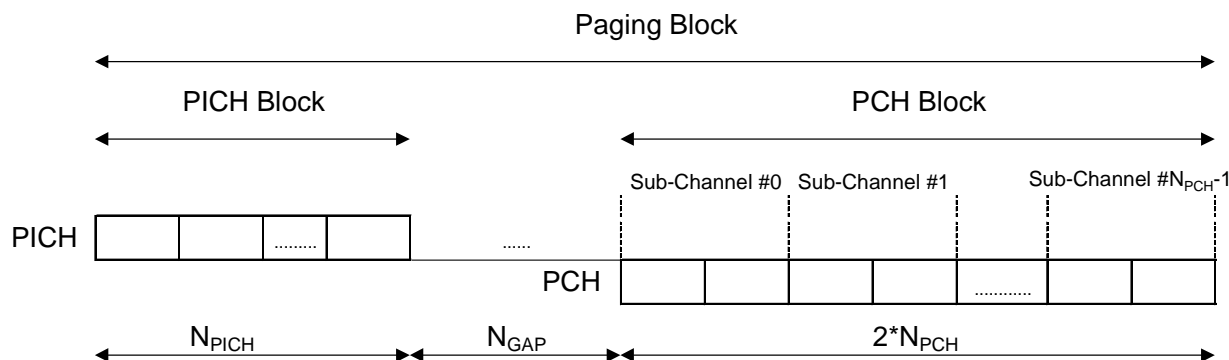 Paging Block
PICH Block
PCH Block
Sub-Channel #0
Sub-Channel #1
Sub-Channel #N_PCH-1
PICH
.........
......
PCH
............
N_PICH
N_GAP
2*N_PCH